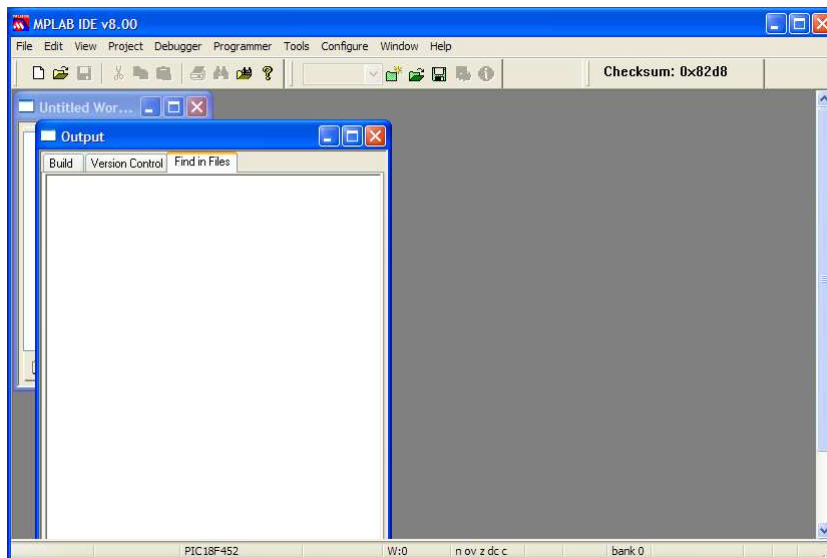 MPLAB IDE v8.00
File Edit View Project Debugger Programmer Tools Configure Window Help
Checksum: 0x82d8
Untitled Wor...
Output
Build Version Control Find in Files
PIC18F452 W:0 n ov z dc c bank 0